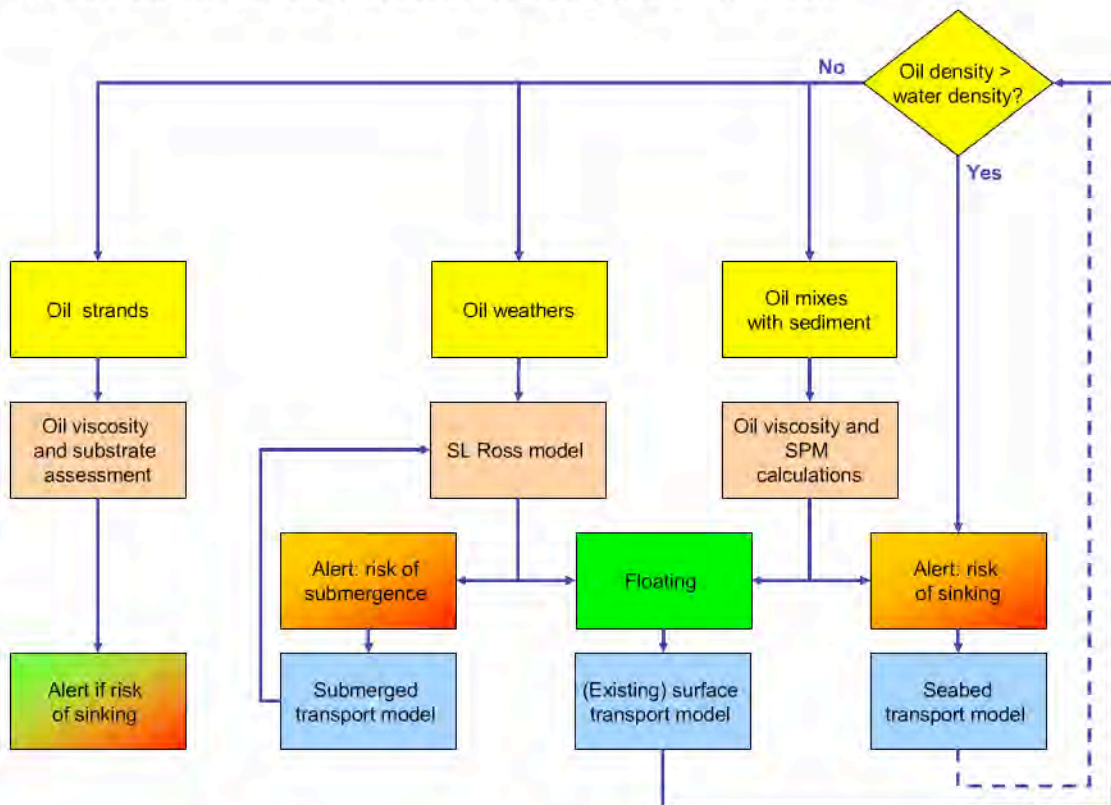 Oil density >
water density?
No
Yes
Oil strands
Oil weathers
Oil mixes
with sediment
Oil viscosity
and substrate
assessment
SL Ross model
Oil viscosity and
SPM
calculations
Alert: risk of
submergence
Floating
Alert: risk
of sinking
Alert if risk
of sinking
Submerged
transport model
(Existing) surface
transport model
Seabed
transport model